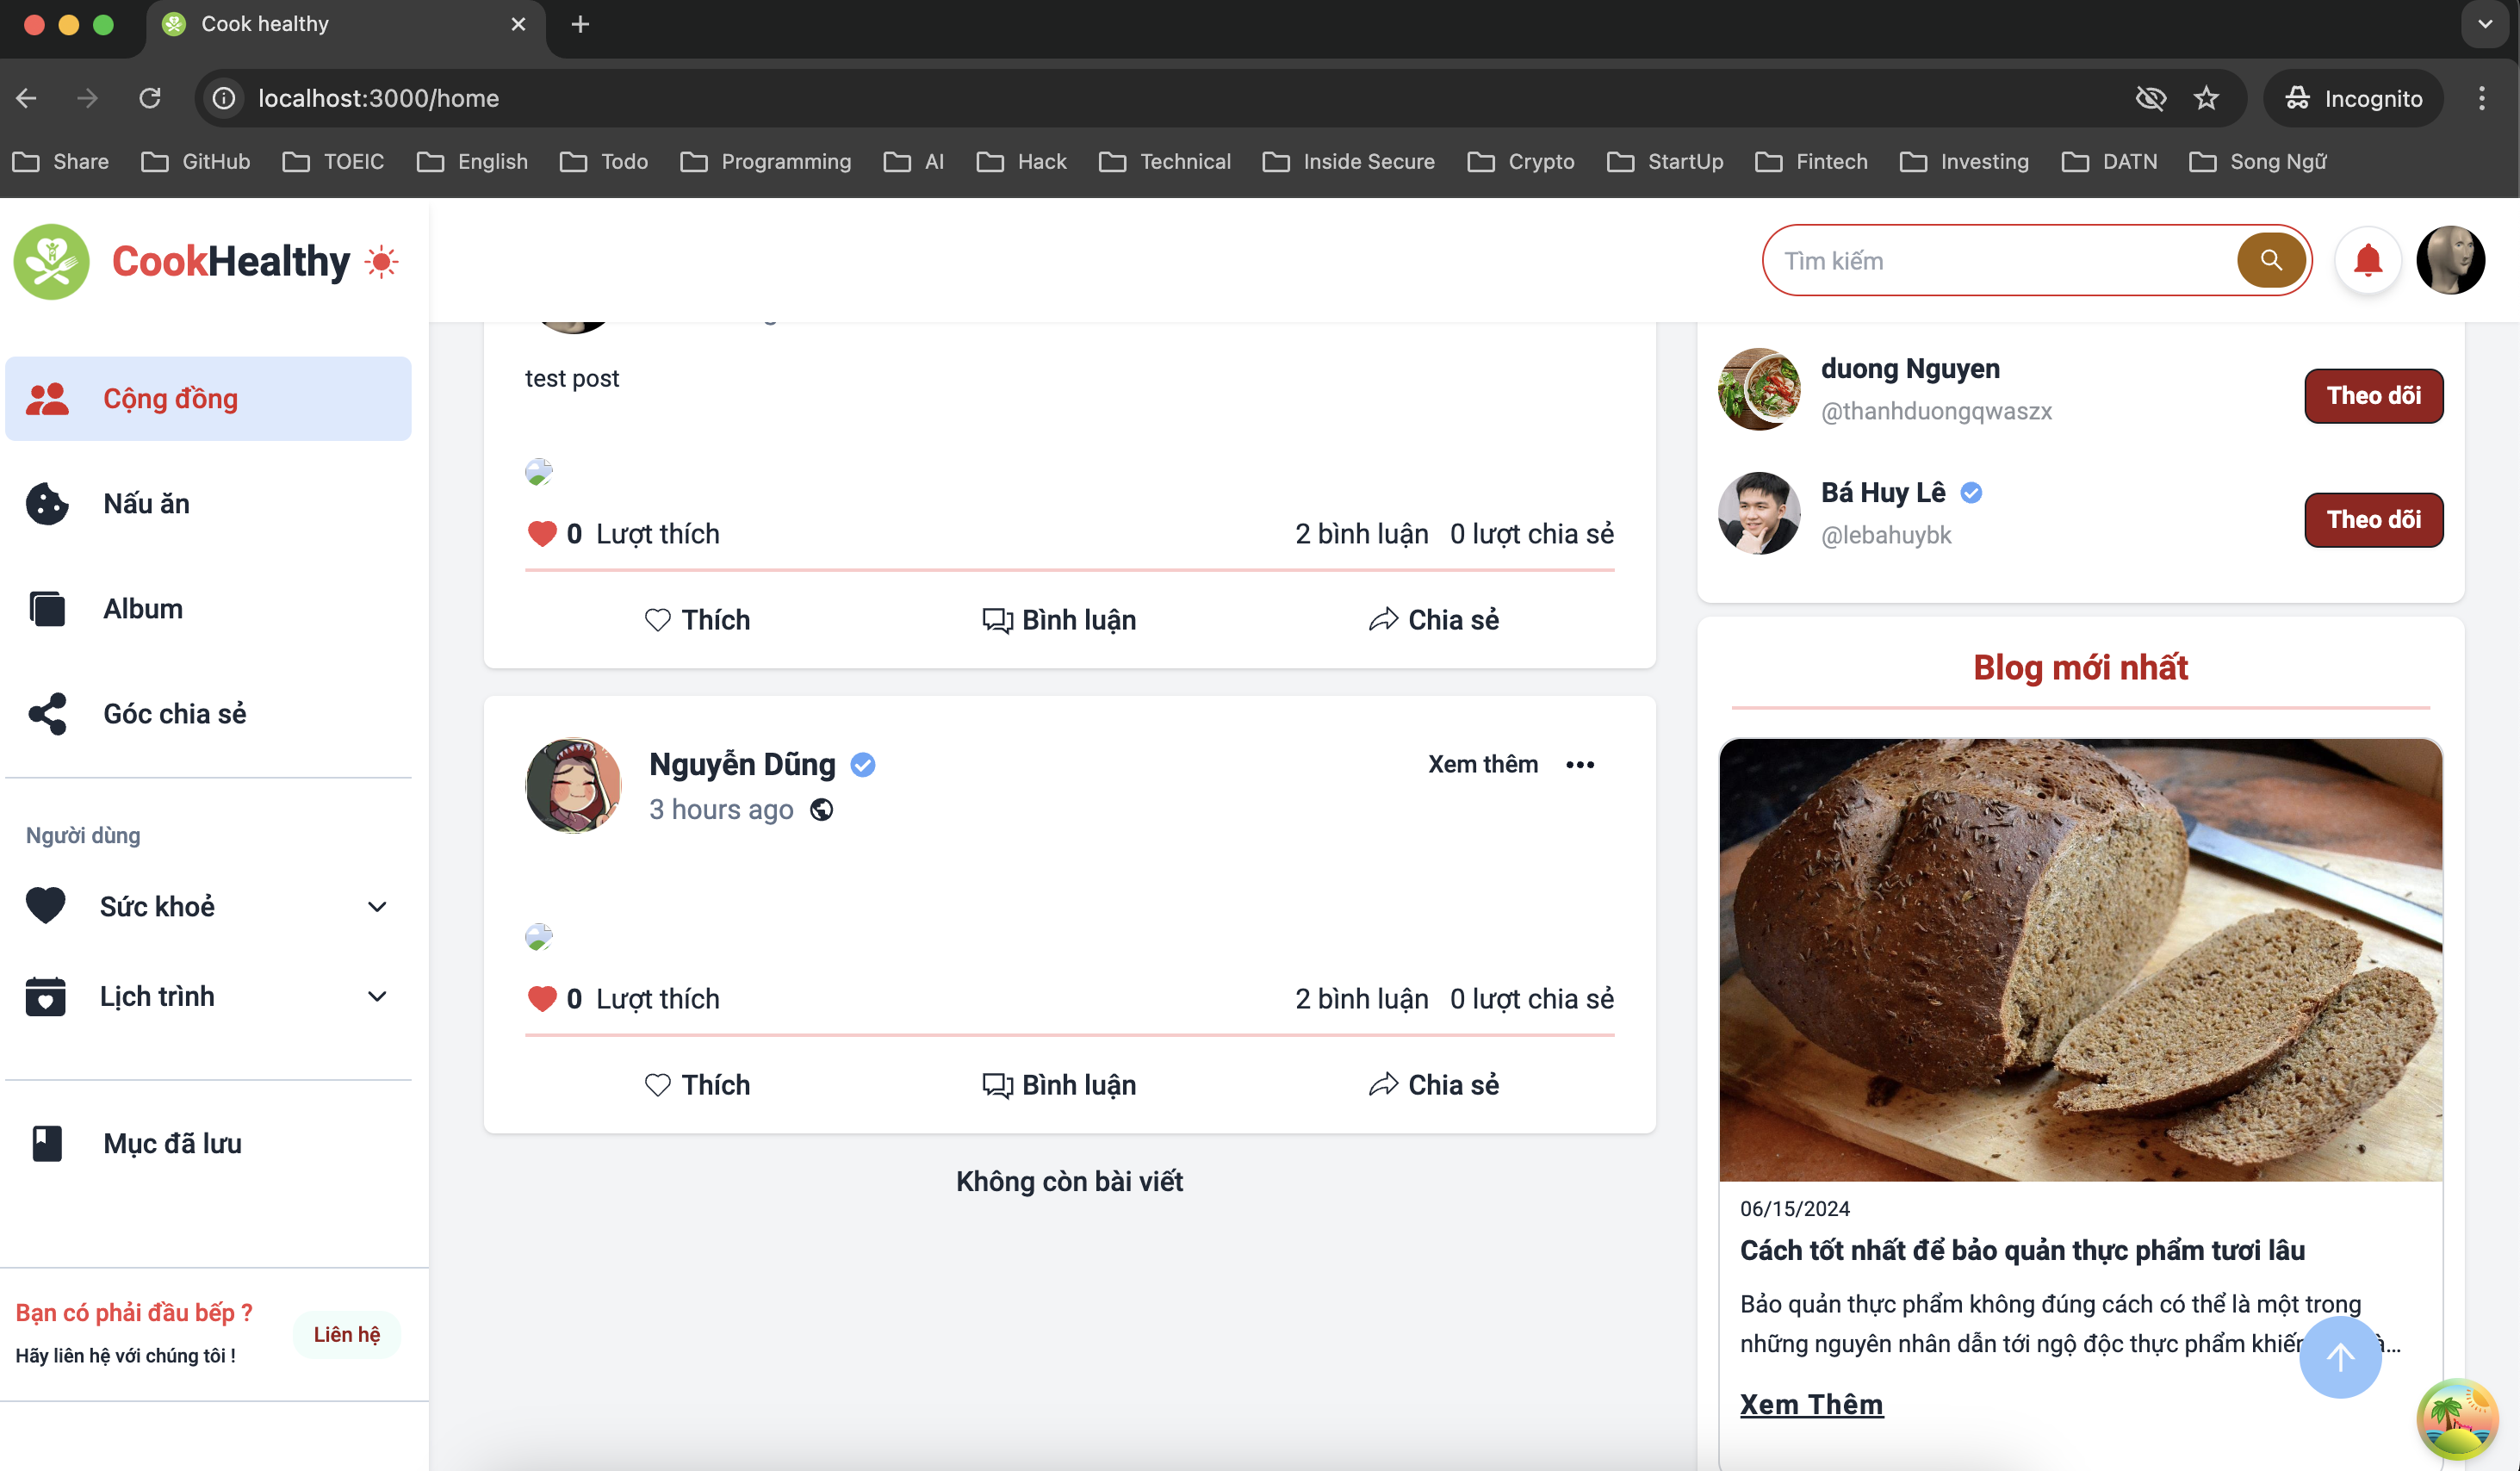 Cook healthy
localhost:3000/home
Incognito
Share GitHub TOEIC English Todo Programming AI Hack Technical Inside Secure Crypto StartUp Fintech Investing DATN Song Ngữ
CookHealthy
Tìm kiếm
Cộng đồng
Nấu ăn
Album
Góc chia sẻ
Người dùng
Sức khoẻ
Lịch trình
Mục đã lưu
Bạn có phải đầu bếp ?
Hãy liên hệ với chúng tôi !
Liên hệ
test post
0 Lượt thích
2 bình luận 0 lượt chia sẻ
Thích Bình luận Chia sẻ
Nguyễn Dũng
3 hours ago
Xem thêm
0 Lượt thích
2 bình luận 0 lượt chia sẻ
Thích Bình luận Chia sẻ
Không còn bài viết
duong Nguyen
@thanhduongqwaszx
Theo dõi
Bá Huy Lê
@lebahuybk
Theo dõi
Blog mới nhất
06/15/2024
Cách tốt nhất để bảo quản thực phẩm tươi lâu
Bảo quản thực phẩm không đúng cách có thể là một trong
những nguyên nhân dẫn tới ngộ độc thực phẩm
Xem Thêm